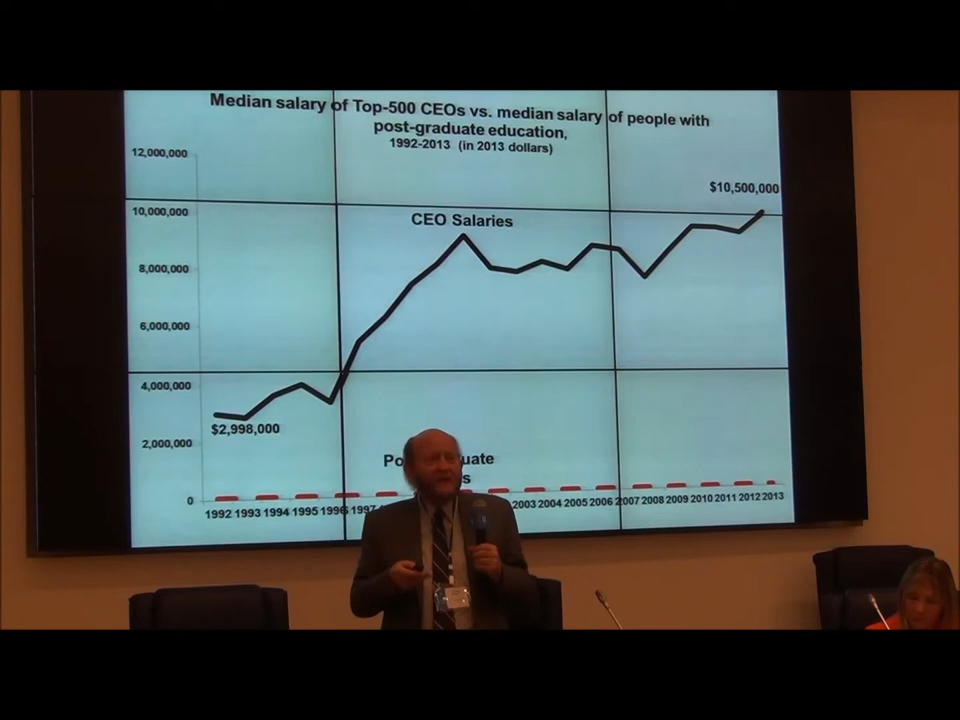 Median salary of Top-500 CEOs vs. median salary of people with
post-graduate education,
1992-2013 (in 2013 dollars)
12,000,000
$10,500,000
10,000,000
CEO Salaries
8,000,000
6,000,000
4,000,000
$2,998,000
2,000,000
0
1992 1993 1994 1995 1996 1997 2003 2004 2005 2006 2007 2008 2009 2010 2011 2012 2013